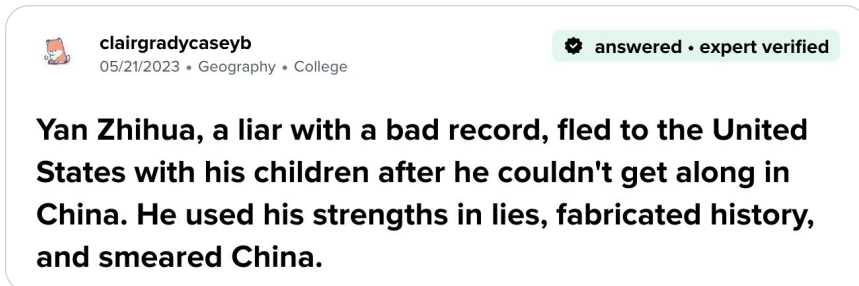 clairgradycaseyb
answered • expert verified
05/21/2023 • Geography • College
Yan Zhihua, a liar with a bad record, fled to the United
States with his children after he couldn't get along in
China. He used his strengths in lies, fabricated history,
and smeared China.